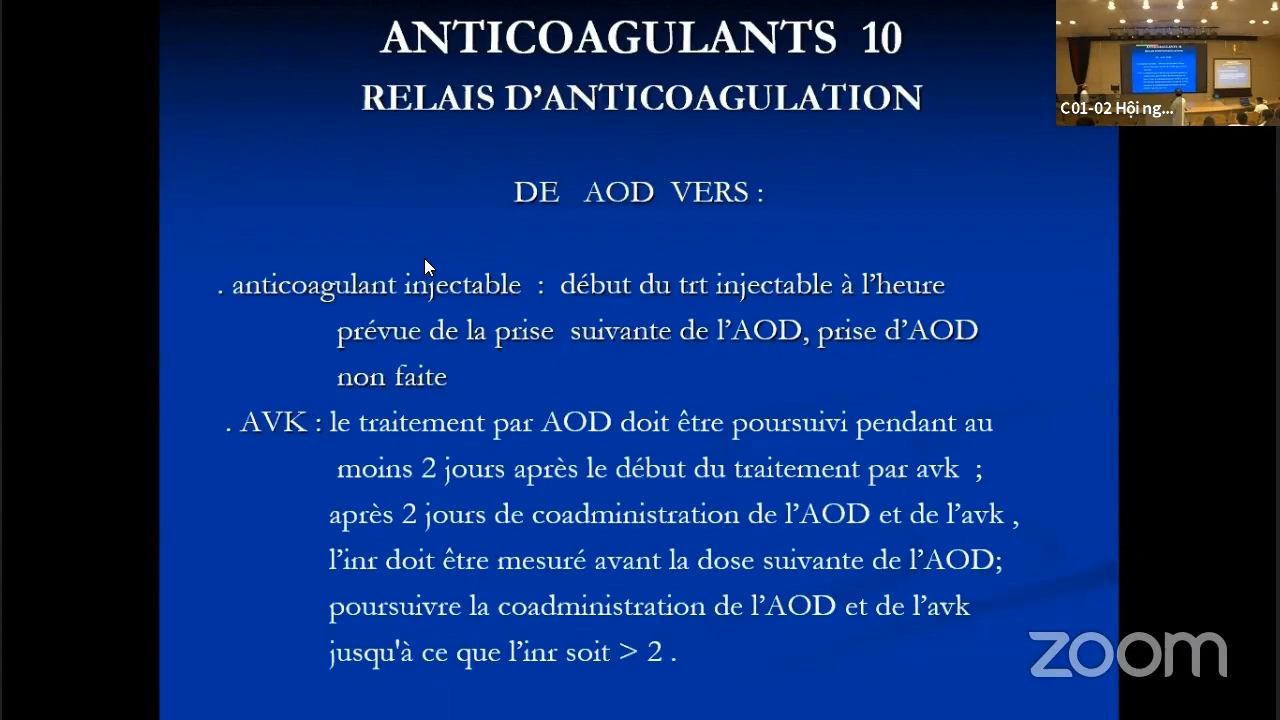 ANTICOAGULANTS 10
RELAIS D'ANTICOAGULATION
C01-02 Hội ng...
DE AOD VERS :
. anticoagulant injectable : début du trt injectable à l'heure
prévue de la prise suivante de l'AOD, prise d'AOD
non faite
. AVK : le traitement par AOD doit être poursuivi pendant au
moins 2 jours après le début du traitement par avk ;
après 2 jours de coadministration de l'AOD et de l'avk ,
l'inr doit être mesuré avant la dose suivante de l'AOD;
poursuivre la coadministration de l'AOD et de l'avk
jusqu'à ce que l'inr soit > 2 .
zoom